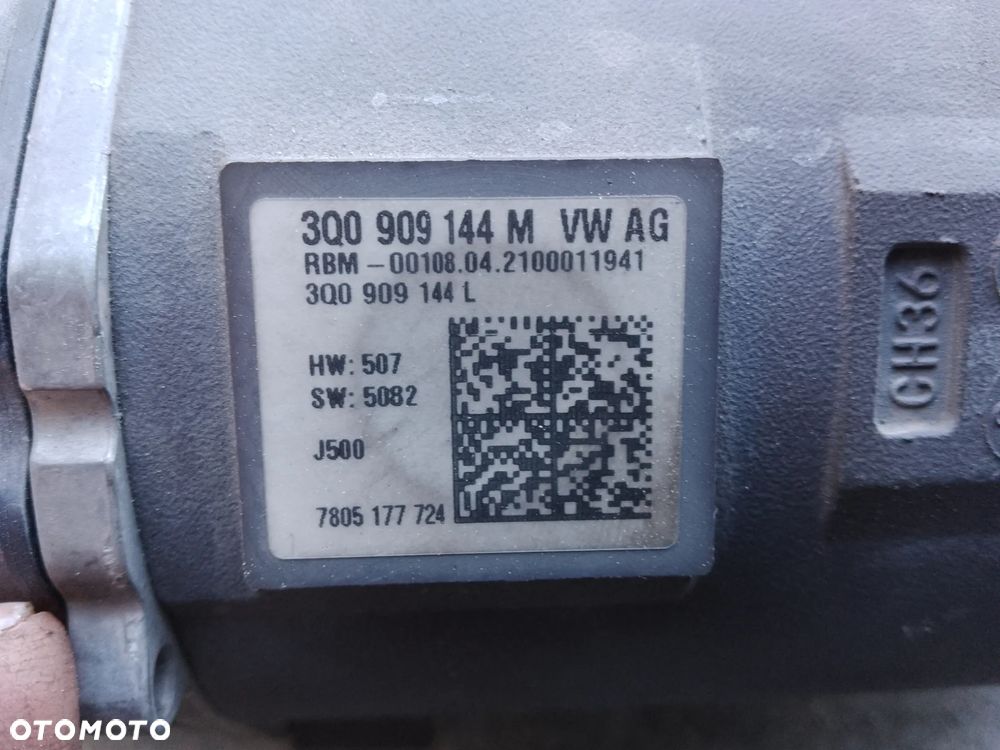 3Q0 909 144 M VW AG
RBM -00108.04.2100011941
3Q0 909 144 L
HW: 507
SW: 5082
J500
7805 177 724
CH36
OTOMOTO